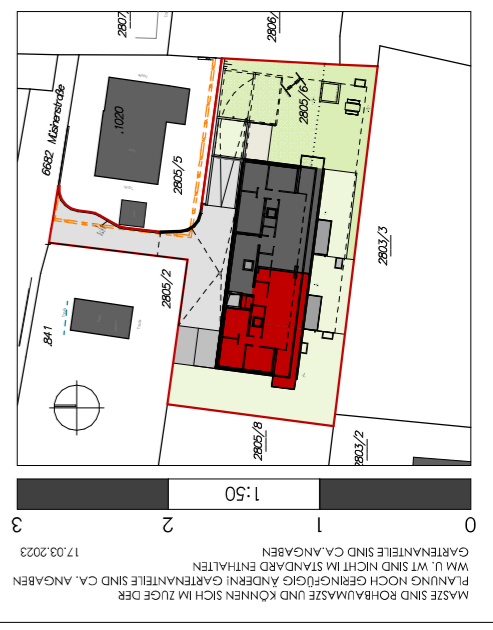 2807/
2806/
6682 Müsinenstraße
.1020
2805/6
2805/5
2803/3
2805/2
.841
2805/8
2803/2
1:50
3 2 1 0
MASZE SIND ROHBAUMASZE UND KÖNNEN SICH IM ZUGE DER
PLANUNG NOCH GERINGFÜGIG ÄNDERN! GARTENANTEILE SIND CA. ANGABEN
WM U. WT SIND NICHT IM STANDARD ENTHALTEN
GARTENANTEILE SIND CA.ANGABEN
17.03.2023